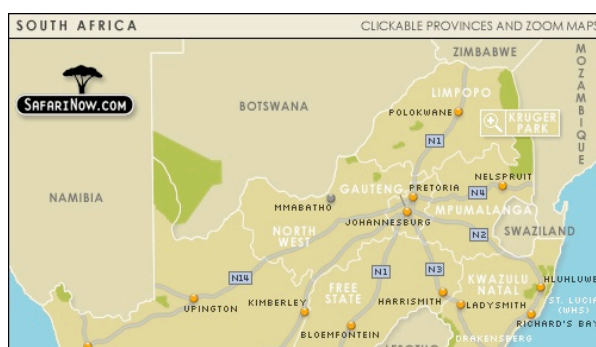 SOUTH AFRICA
CLICKABLE PROVINCES AND ZOOM MAPS
ZIMBABWE
MOZAMBIQUE
SAFARINOW.COM
LIMPOPO
BOTSWANA
POLOKWANE
KRUGER
PARK
N1
NELSPRUIT
GAUTENG
PRETORIA
N4
NAMIBIA
MMABATHO
MPUMALANGA
JOHANNESBURG
NORTH
WEST
SWAZILAND
N2
N14
N1
N3
KWAZULU
NATAL
HLUHLUWE
FREE
STATE
UPINGTON
KIMBERLEY
HARRISMITH
LADYSMITH
ST. LUCIA
(WHS)
RICHARD'S BAY
BLOEMFONTEIN
DRAKENSBERG
LESOTHO